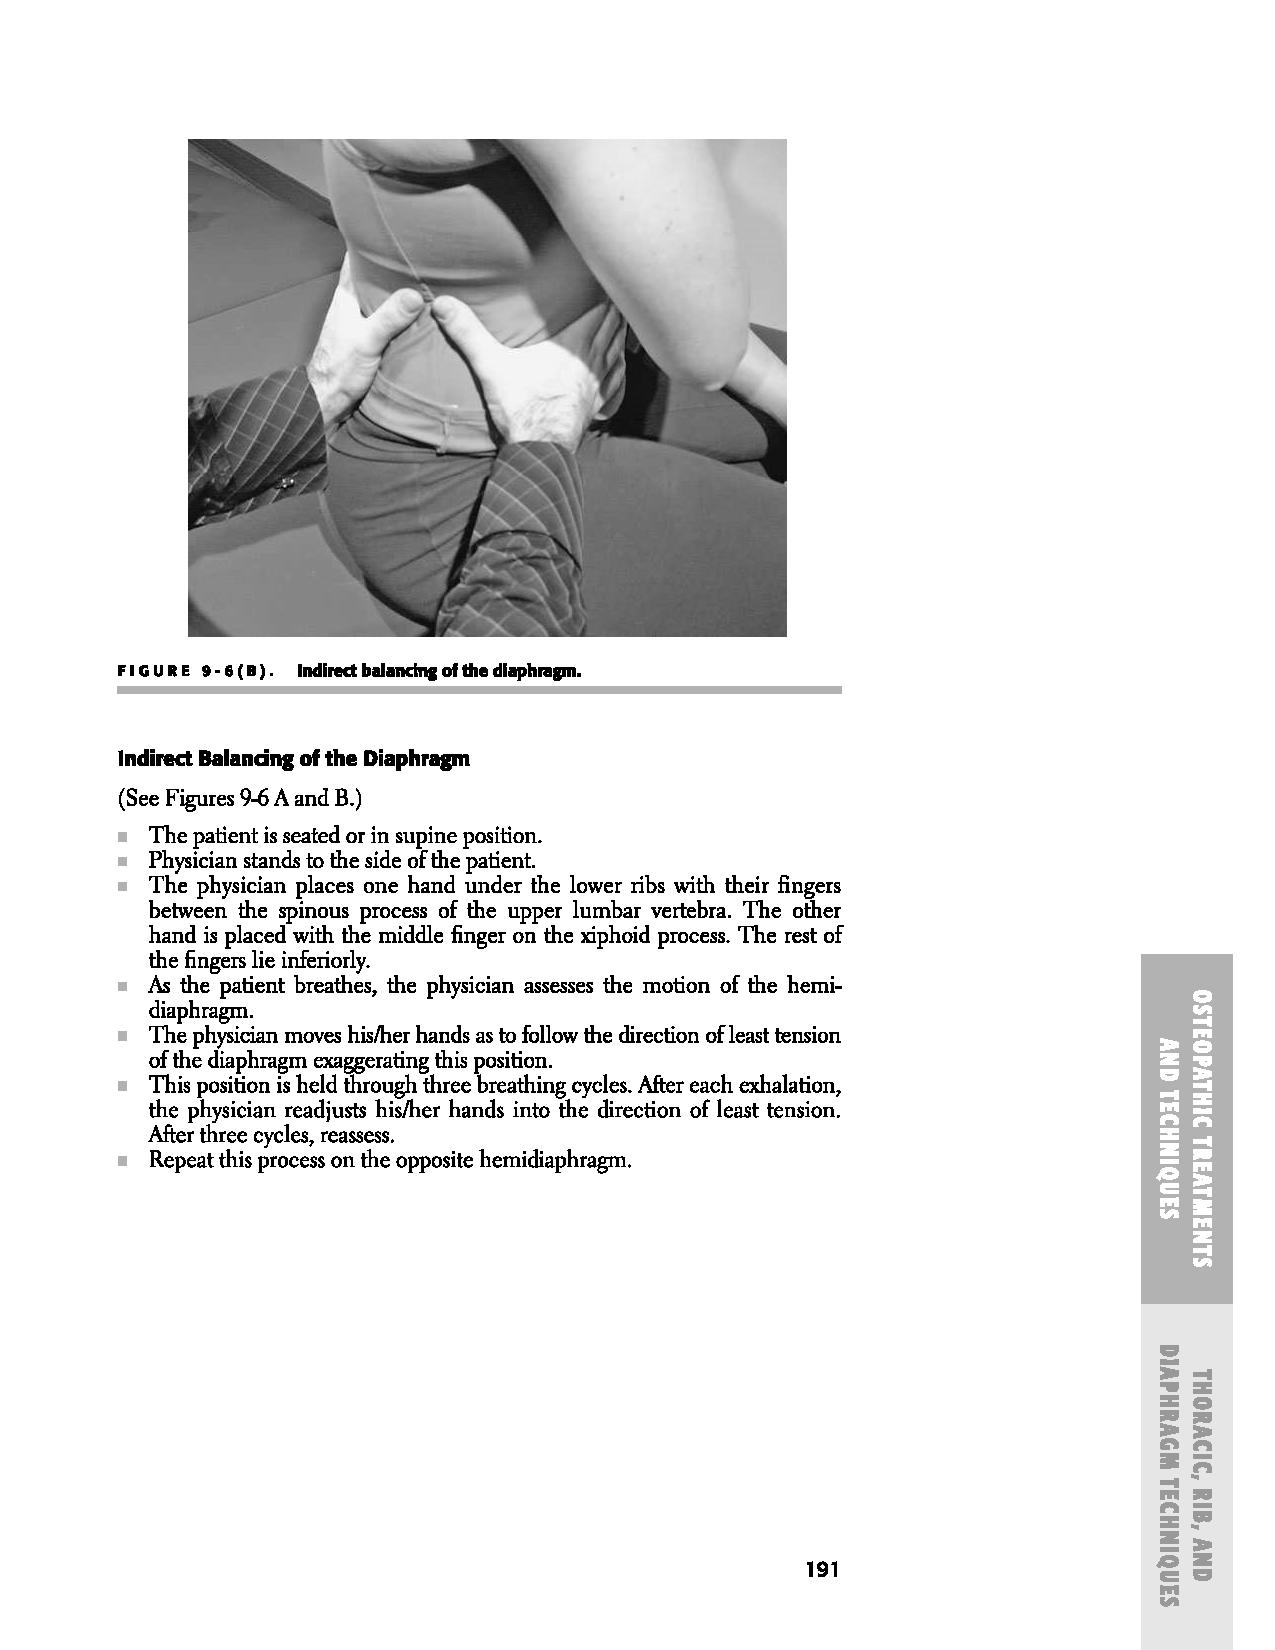 FIGURE 9-6(B). Indirect balancing of the diaphragm.
Indirect Balancing of the Diaphragm
(See Figures 9-6 A and B.)
■ The patient is seated or in supine position.
■ Physician stands to the side of the patient.
■ The physician places one hand under the lower ribs with their fingers
between the spinous process of the upper lumbar vertebra. The other
hand is placed with the middle finger on the xiphoid process. The rest of
the fingers lie inferiorly.
■ As the patient breathes, the physician assesses the motion of the hemi-
diaphragm.
■ The physician moves his/her hands as to follow the direction of least tension
of the diaphragm exaggerating this position.
■ This position is held through three breathing cycles. After each exhalation,
the physician readjusts his/her hands into the direction of least tension.
After three cycles, reassess.
■ Repeat this process on the opposite hemidiaphragm.
OSTEOPATHIC TREATMENTS
AND TECHNIQUES
THORACIC, RIB, AND
DIAPHRAGM TECHNIQUES
191